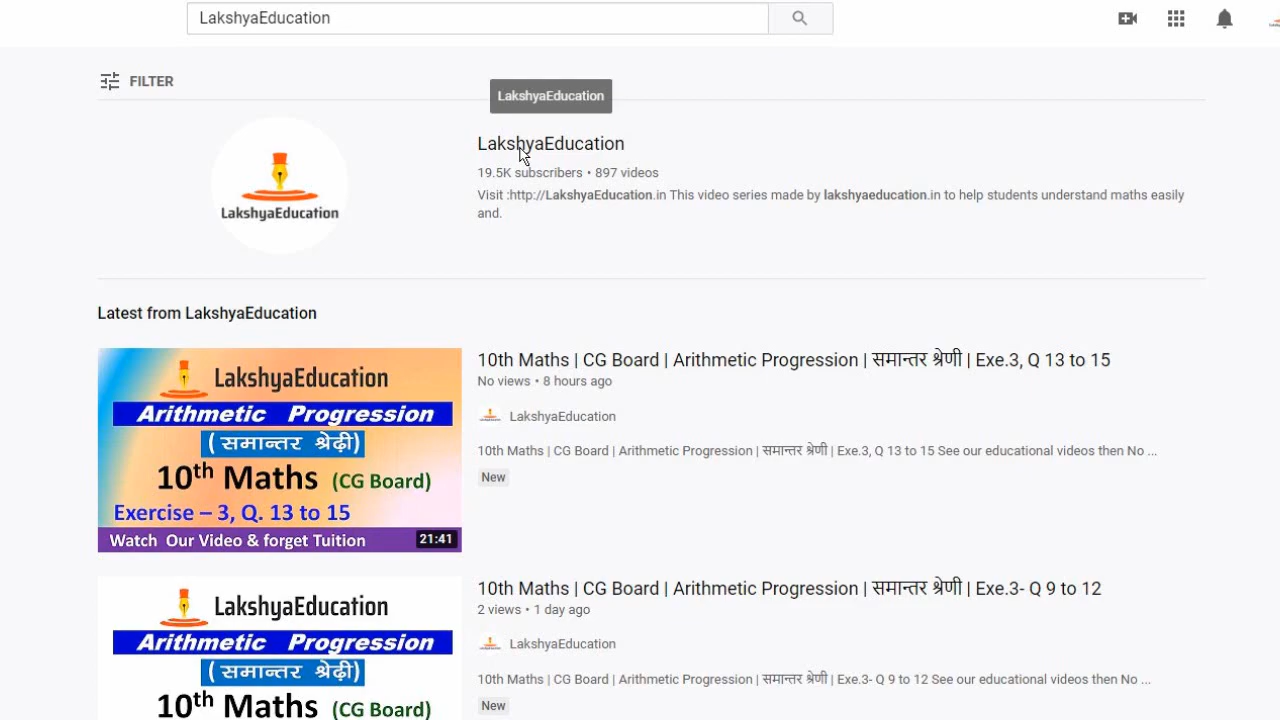 LakshyaEducation
FILTER
LakshyaEducation
LakshyaEducation
19.5K subscribers • 897 videos
Visit :http://LakshyaEducation.in This video series made by lakshyaeducation.in to help students understand maths easily
and.
LakshyaEducation
Latest from LakshyaEducation
LakshyaEducation
Arithmetic Progression
(समान्तर श्रेढ़ी)
10th Maths (CG Board)
Exercise – 3, Q. 13 to 15
Watch Our Video & forget Tuition
21:41
10th Maths | CG Board | Arithmetic Progression | समान्तर श्रेणी | Exe.3, Q 13 to 15
No views • 8 hours ago
LakshyaEducation
10th Maths | CG Board | Arithmetic Progression | समान्तर श्रेणी | Exe.3, Q 13 to 15 See our educational videos then No ...
New
LakshyaEducation
Arithmetic Progression
(समान्तर श्रेढ़ी)
10th Maths (CG Board)
10th Maths | CG Board | Arithmetic Progression | समान्तर श्रेणी | Exe.3- Q 9 to 12
2 views • 1 day ago
LakshyaEducation
10th Maths | CG Board | Arithmetic Progression | समान्तर श्रेणी | Exe.3- Q 9 to 12 See our educational videos then No ...
New